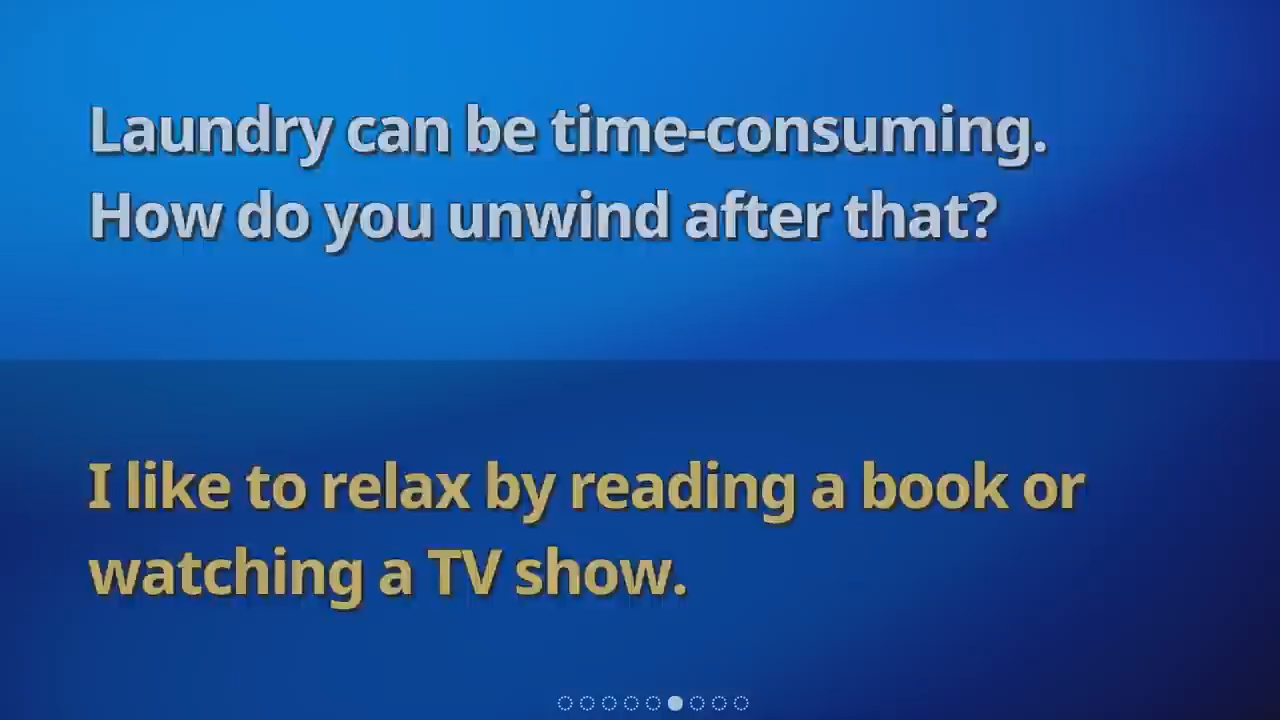 Laundry can be time-consuming.
How do you unwind after that?
I like to relax by reading a book or
watching a TV show.